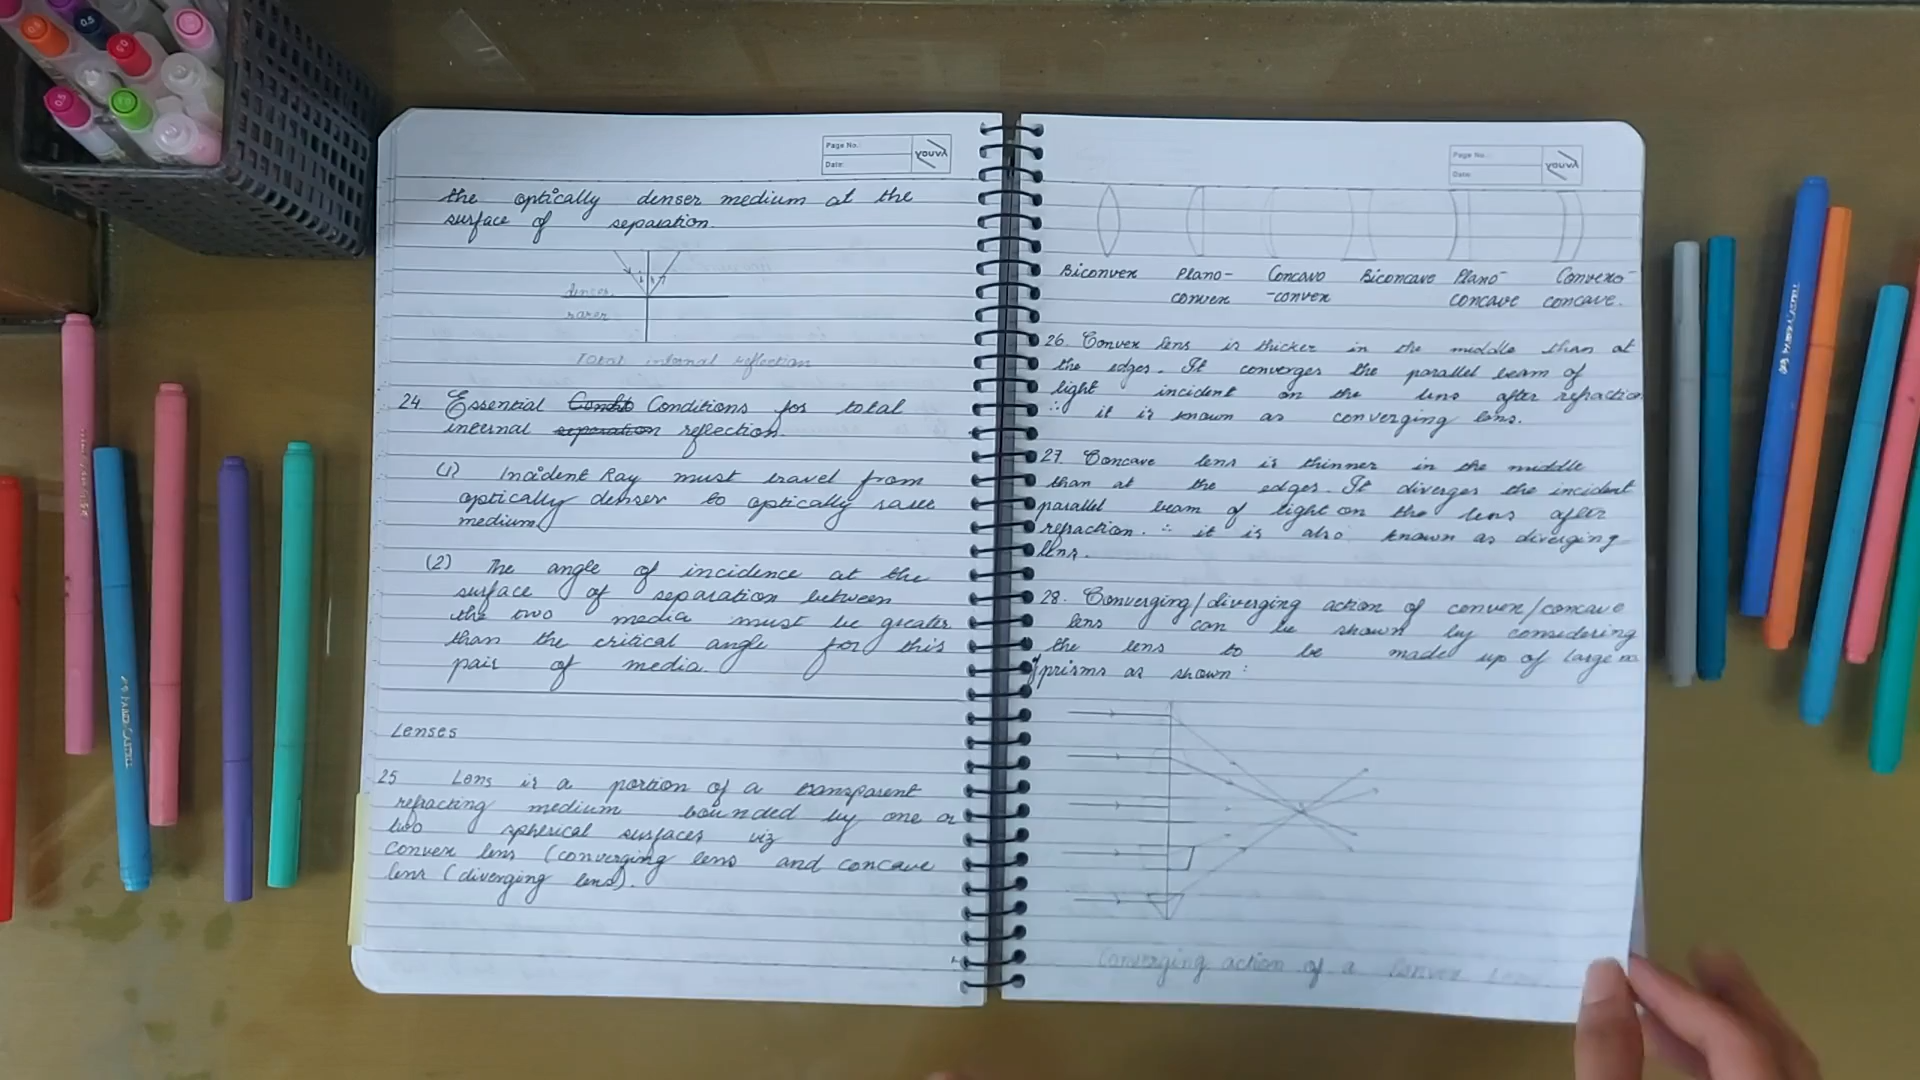 Page No.:
Date:
YOUVA
the optically denser medium at the
surface of separation.
i r
denser
rarer
Total internal reflection
24 Essential Condit Conditions for total
internal separation reflection.
(1) Incident Ray must travel from
optically denser to optically rarer
medium
(2) The angle of incidence at the
surface of separation between
the two media must be greater
than the critical angle for this
pair of media.
Lenses
25 Lens is a portion of a transparent
refracting medium bounded by one or
two spherical surfaces viz
convex lens (converging lens and concave
lens (diverging lens).
Page No.:
Date:
YOUVA
Biconvex Plano- Concavo Biconcave Plano- Convexo-
convex -convex concave concave.
26. Convex lens is thicker in the middle than at
the edges. It converges the parallel beam of
light incident on the lens after refraction
∴ it is known as converging lens.
27. Concave lens is thinner in the middle
than at the edges. It diverges the incident
parallel beam of light on the lens after
refraction. ∴ it is also known as diverging
lens.
28. Converging/diverging action of convex/concave
lens can be shown by considering
the lens to be made up of large no
of prisms as shown:
Converging action of a Convex Lens